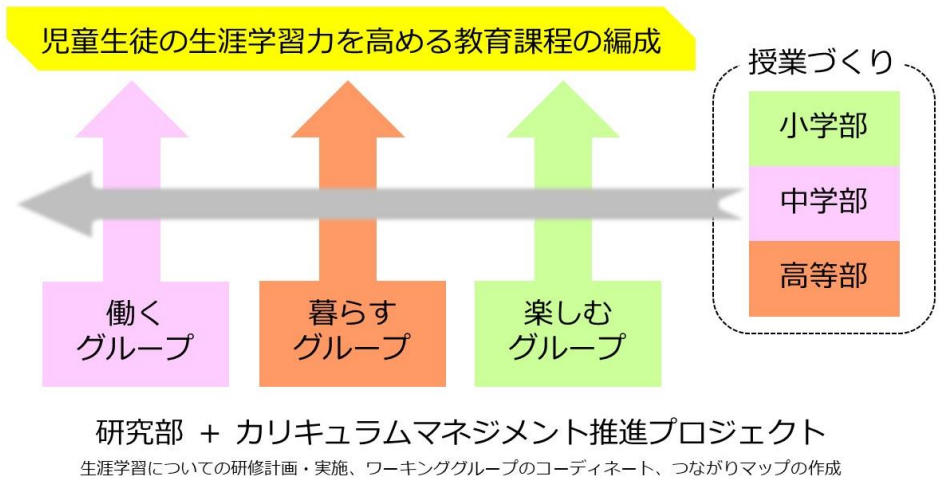 児童生徒の生涯学習力を高める教育課程の編成
授業づくり
小学部
中学部
高等部
働く
グループ
暮らす
グループ
楽しむ
グループ
研究部 + カリキュラムマネジメント推進プロジェクト
生涯学習についての研修計画・実施、ワーキンググループのコーディネート、つながりマップの作成